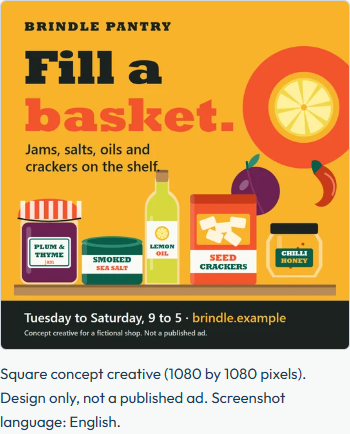 BRINDLE PANTRY
Fill a
basket.
Jams, salts, oils and
crackers on the shelf.
PLUM &
THYME
JAM
SMOKED
SEA SALT
LEMON
OIL
SEED
CRACKERS
CHILLI
HONEY
Tuesday to Saturday, 9 to 5 · brindle.example
Concept creative for a fictional shop. Not a published ad.
Square concept creative (1080 by 1080 pixels).
Design only, not a published ad. Screenshot
language: English.